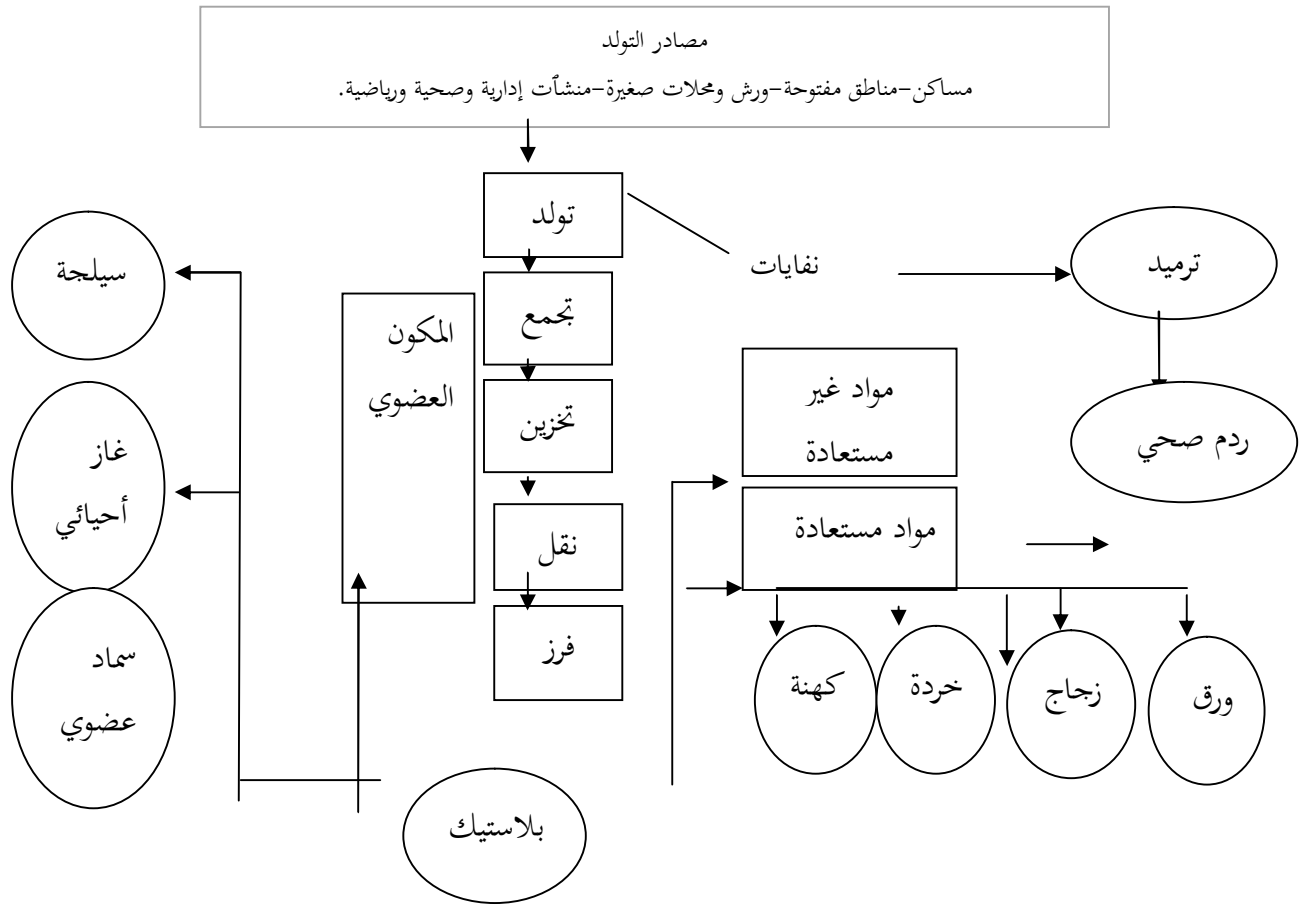 مصادر التولد
مساكن-مناطق مفتوحة-ورش ومحلات صغيرة-منشآت إدارية وصحية ورياضية.
تولد
نفايات
ترميد
سيلجة
تجمع
المكون
العضوي
مواد غير
مستعادة
تخزين
ردم صحي
غاز
أحيائي
مواد مستعادة
نقل
فرز
سماد
عضوي
ورق
زجاج
خردة
كهنة
بلاستيك